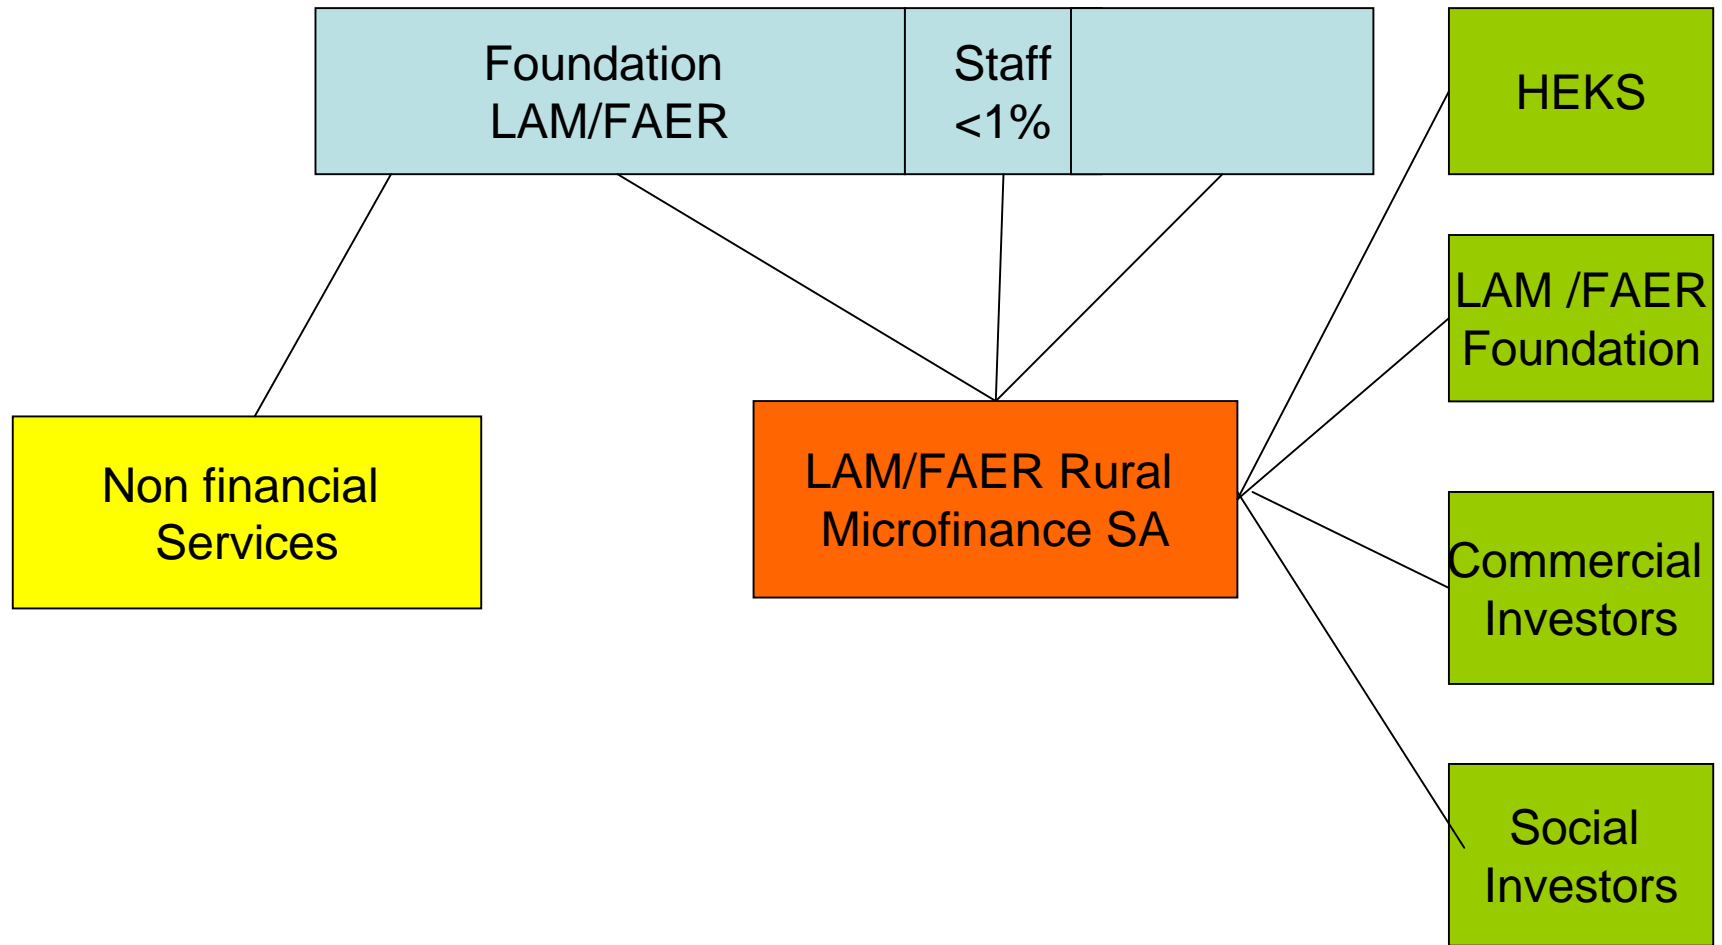 Foundation
LAM/FAER
Staff
<1%
HEKS
LAM /FAER
Foundation
Non financial
Services
LAM/FAER Rural
Microfinance SA
Commercial
Investors
Social
Investors